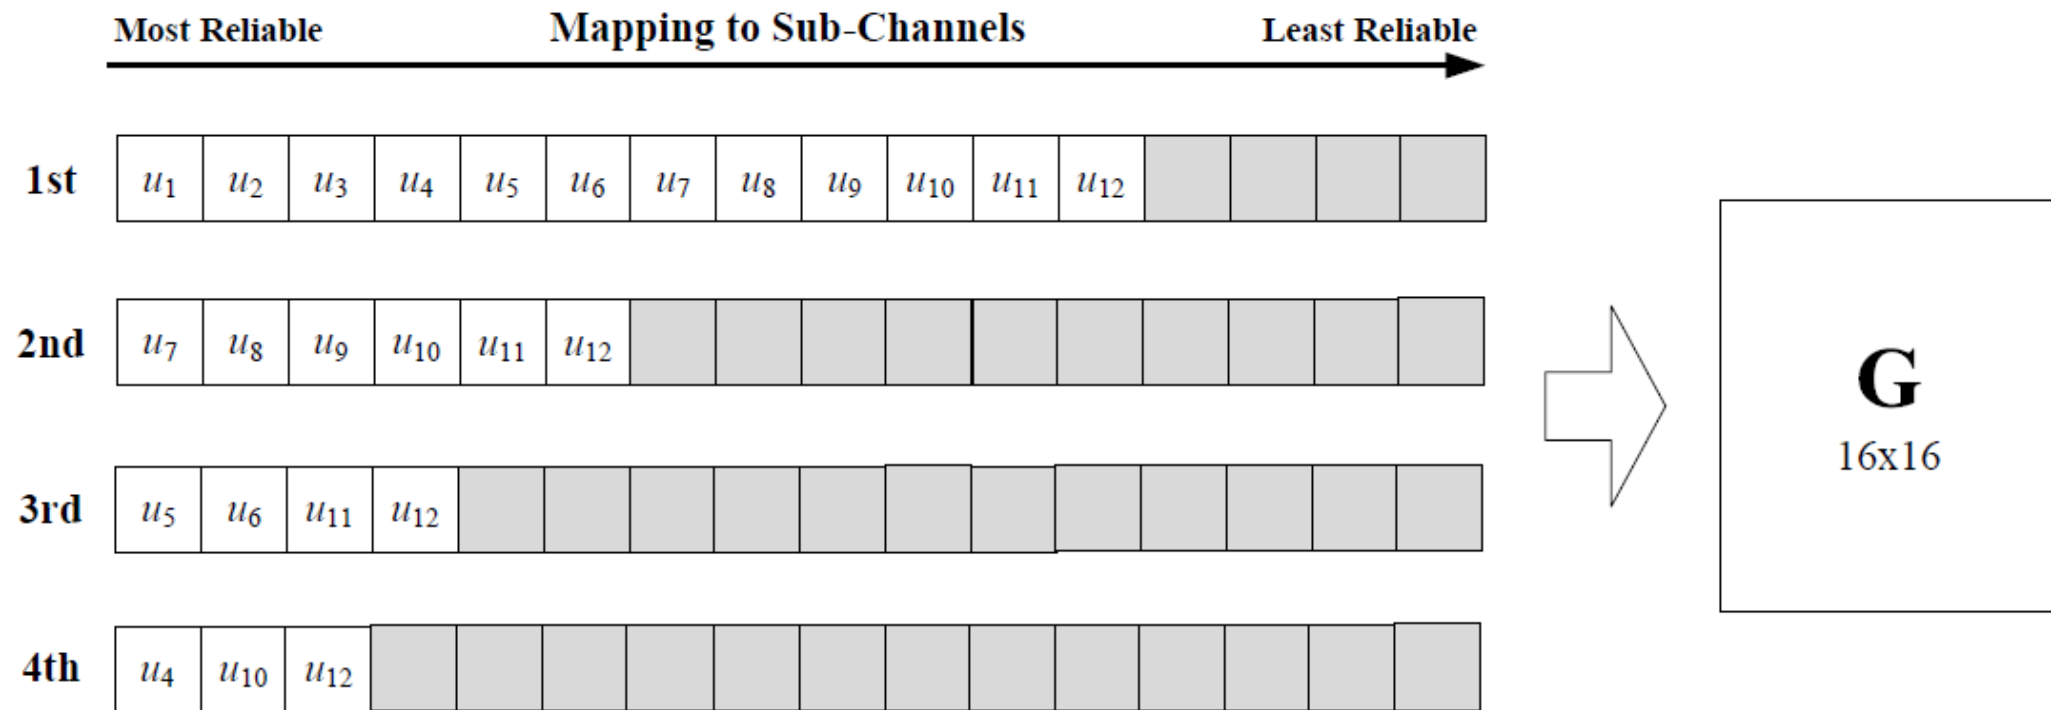 Most Reliable Mapping to Sub-Channels Least Reliable
1st u1 u2 u3 u4 u5 u6 u7 u8 u9 u10 u11 u12
2nd u7 u8 u9 u10 u11 u12
3rd u5 u6 u11 u12
4th u4 u10 u12
G
16x16